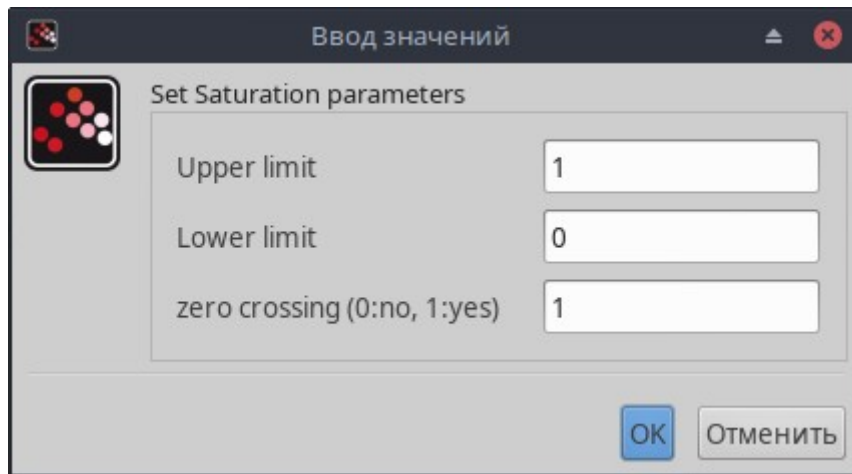 Ввод значений
Set Saturation parameters
Upper limit 1
Lower limit 0
zero crossing (0:no, 1:yes) 1
OK Отменить